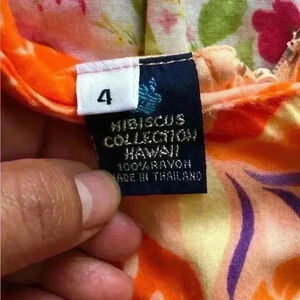 4
HIBISCUS
COLLECTION
HAWAII
100% RAYON
MADE IN THAILAND